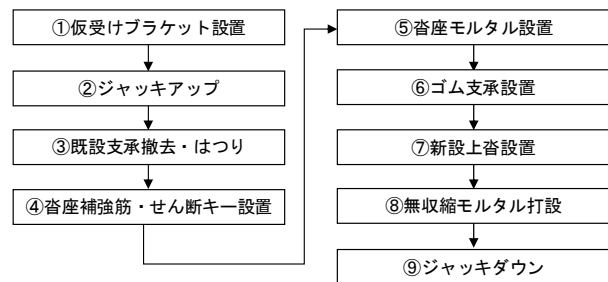 ①仮受けブラケット設置
②ジャッキアップ
③既設支承撤去・はつり
④沓座補強筋・せん断キー設置
⑤沓座モルタル設置
⑥ゴム支承設置
⑦新設上沓設置
⑧無収縮モルタル打設
⑨ジャッキダウン